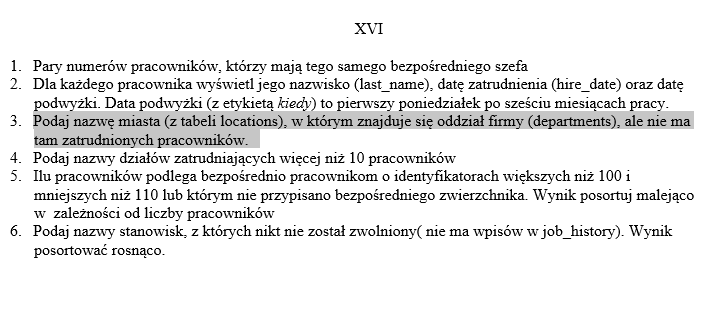 XVI
1. Pary numerów pracowników, którzy mają tego samego bezpośredniego szefa
2. Dla każdego pracownika wyświetl jego nazwisko (last_name), datę zatrudnienia (hire_date) oraz datę
podwyżki. Data podwyżki (z etykietą kiedy) to pierwszy poniedziałek po sześciu miesiącach pracy.
3. Podaj nazwę miasta (z tabeli locations), w którym znajduje się oddział firmy (departments), ale nie ma
tam zatrudnionych pracowników.
4. Podaj nazwy działów zatrudniających więcej niż 10 pracowników
5. Ilu pracowników podlega bezpośrednio pracownikom o identyfikatorach większych niż 100 i
mniejszych niż 110 lub którym nie przypisano bezpośredniego zwierzchnika. Wynik posortuj malejąco
w zależności od liczby pracowników
6. Podaj nazwy stanowisk, z których nikt nie został zwolniony( nie ma wpisów w job_history). Wynik
posortować rosnąco.